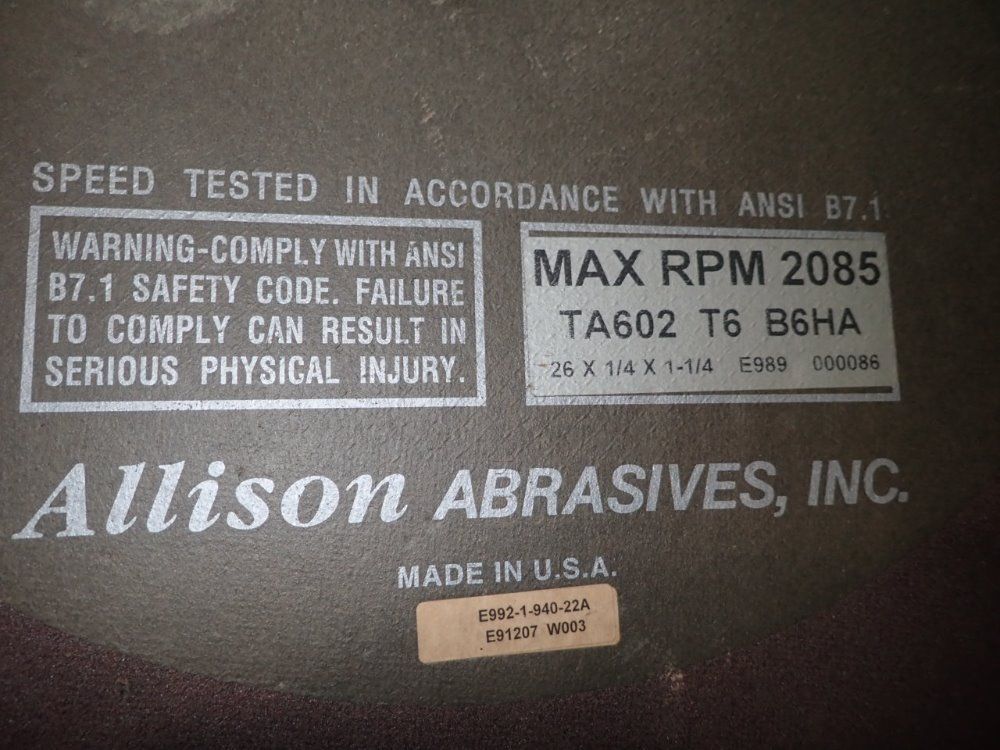 SPEED TESTED IN ACCORDANCE WITH ANSI B7.1
WARNING-COMPLY WITH ANSI
B7.1 SAFETY CODE. FAILURE
TO COMPLY CAN RESULT IN
SERIOUS PHYSICAL INJURY.
MAX RPM 2085
TA602 T6 B6HA
26 X 1/4 X 1-1/4 E989 000086
Allison ABRASIVES, INC.
MADE IN U.S.A.
E992-1-940-22A
E91207 W003